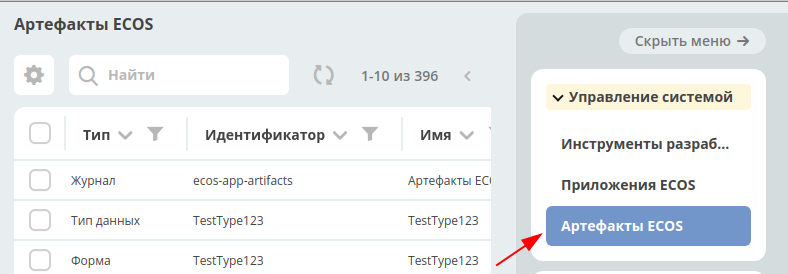 Артефакты ECOS
Скрыть меню →
Найти
1-10 из 396
Управление системой
Тип
Идентификатор
Имя
Инструменты разраб...
Журнал
ecos-app-artifacts
Артефакты EC
Приложения ECOS
Тип данных
TestType123
TestType123
Артефакты ECOS
Форма
TestType123
TestType123